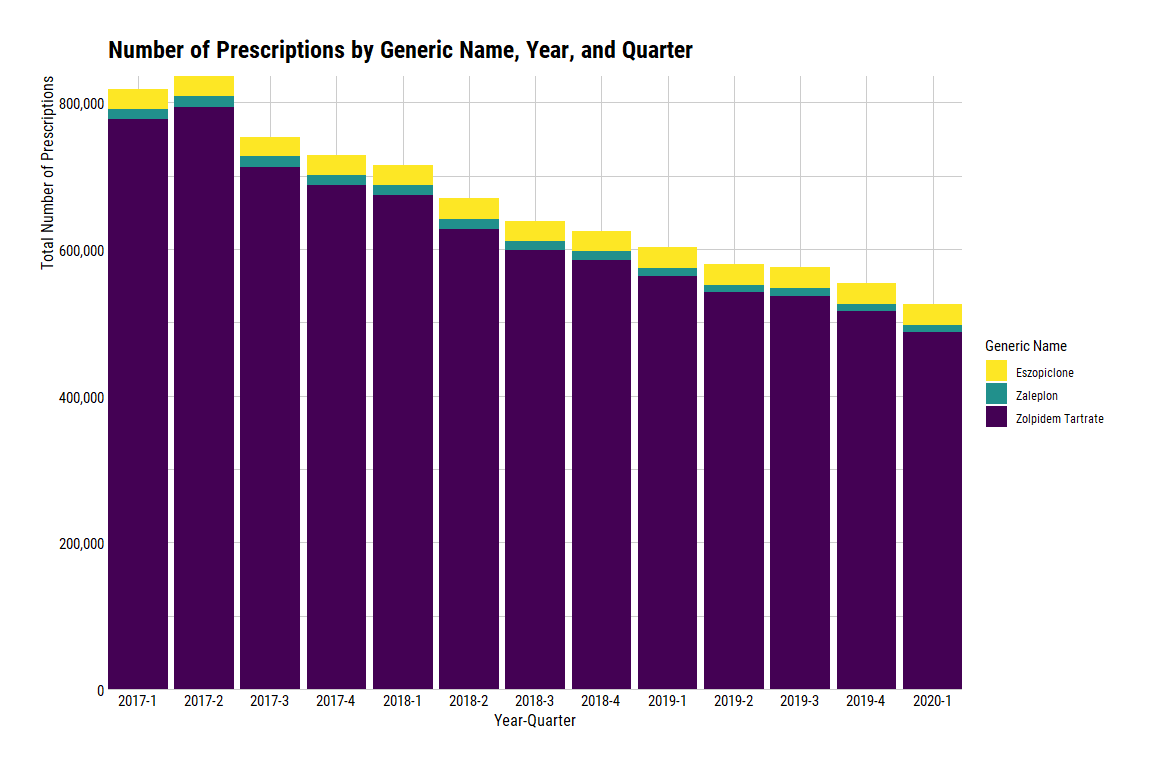 Number of Prescriptions by Generic Name, Year, and Quarter
Total Number of Prescriptions
800,000
600,000
400,000
200,000
0
2017-1 2017-2 2017-3 2017-4 2018-1 2018-2 2018-3 2018-4 2019-1 2019-2 2019-3 2019-4 2020-1
Year-Quarter
Generic Name
Eszopiclone
Zaleplon
Zolpidem Tartrate